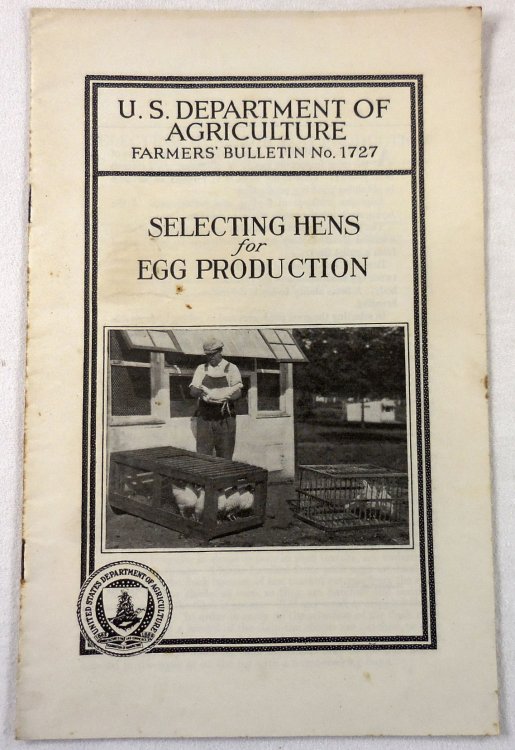 U. S. DEPARTMENT OF
AGRICULTURE
FARMERS' BULLETIN No. 1727
SELECTING HENS
for
EGG PRODUCTION
UNITED STATES DEPARTMENT OF AGRICULTURE